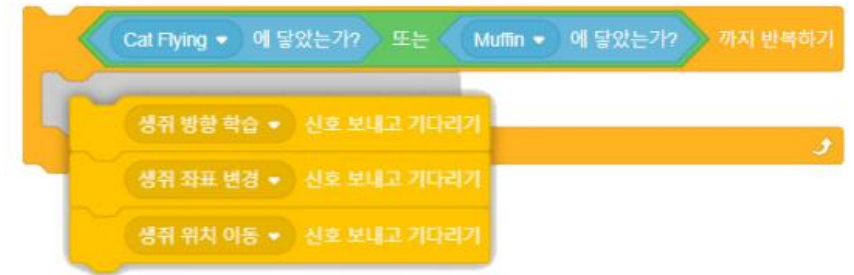 Cat Flying 에 닿았는가? 또는 Muffin 에 닿았는가? 까지 반복하기
생쥐 방향 학습 신호 보내고 기다리기
생쥐 좌표 변경 신호 보내고 기다리기
생쥐 위치 이동 신호 보내고 기다리기